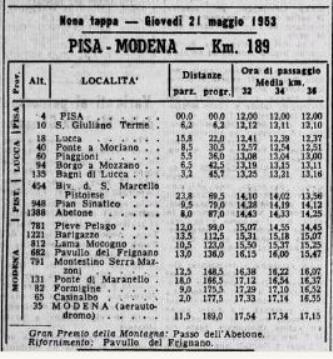 Nona tappa — Giovedì 21 maggio 1953
PISA - MODENA — Km. 189
Prov. Alt. LOCALITA' Distanze Ora di passaggio
parz. progr. Media km.
32 34 36
PISA
4 PISA . . . . . 00,0 00,0 12,00 12,00 12,00
10 S. Giuliano Terme . . 6,2 6,2 12,12 12,11 12,10
LUCCA
18 Lucca . . . . . 15,8 22,0 12,41 12,39 12,37
40 Ponte a Moriano . . 8,5 30,5 12,57 12,54 12,51
60 Piaggioni . . . . 5,5 36,0 13,08 13,04 13,00
94 Borgo a Mozzano . . 6,5 42,5 13,19 13,15 13,11
135 Bagni di Lucca . . 3,2 45,7 13,25 13,21 13,16
PIST.
454 Biv. d. S. Marcello
Pistoiese . . . . 23,8 69,5 14,10 14,02 13,56
948 Pian Sinatico . . . 9,5 79,0 14,28 14,19 14,12
1388 Abetone . . . . . 8,0 87,0 14,43 14,33 14,25
MODENA
781 Pieve Pelago . . . 12,0 99,0 15,07 14,55 14,45
1221 Barigazzo . . . . 13,5 112,5 15,31 15,18 15,07
812 Lama Mocogno . . 10,5 123,0 15,50 15,37 15,25
682 Pavullo del Frignano 13,0 136,0 16,15 16,00 15,47
791 Montestino Serra Maz-
zoni . . . . . 12,5 148,5 16,38 16,22 16,07
131 Ponte di Maranello . 18,0 166,5 17,12 16,54 16,37
82 Formigine . . . . 9,0 175,5 17,29 17,10 16,52
65 Casinalbo . . . . 2,0 177,5 17,33 17,14 16,55
35 MODENA (aerauto-
dromo) . . . . . 11,5 189,0 17,54 17,34 17,15
Gran Premio della Montagna: Passo dell'Abetone.
Rifornimento: Pavullo del Frignano.